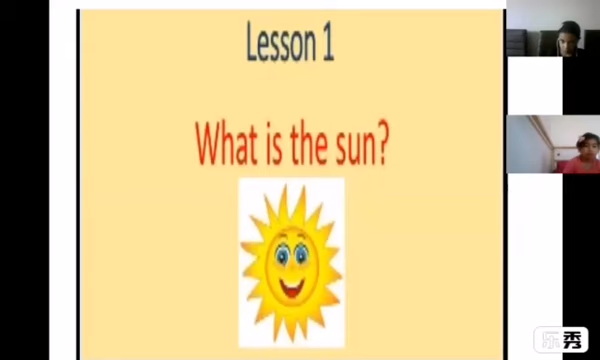 Lesson 1
What is the sun?
乐秀